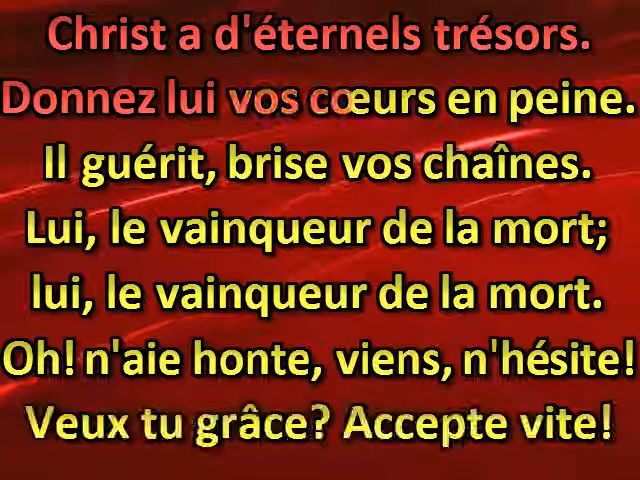 Christ a d'éternels trésors.
Donnez lui vos cœurs en peine.
Il guérit, brise vos chaînes.
Lui, le vainqueur de la mort;
lui, le vainqueur de la mort.
Oh! n'aie honte, viens, n'hésite!
Veux tu grâce? Accepte vite!